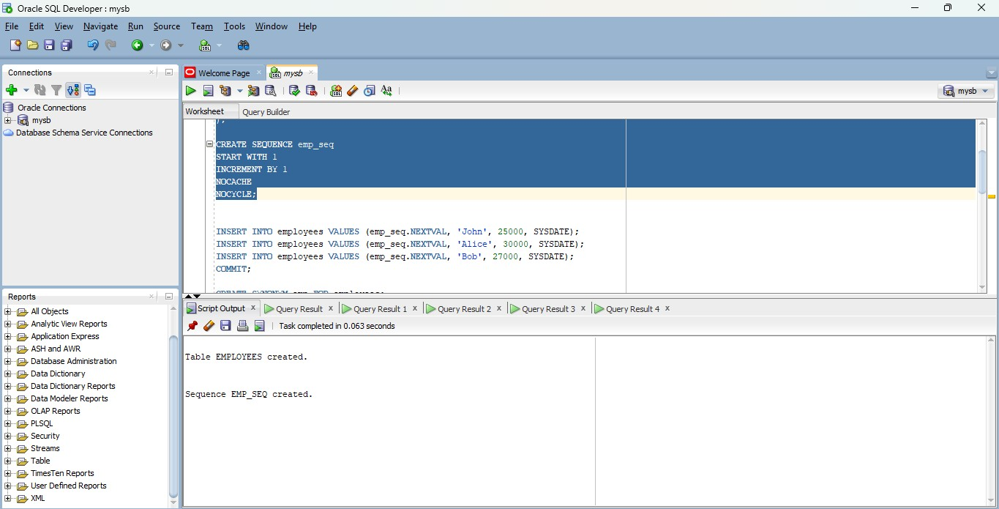 Oracle SQL Developer : mysb
File Edit View Navigate Run Source Team Tools Window Help
Connections
Oracle Connections
mysb
Database Schema Service Connections
Reports
All Objects
Analytic View Reports
Application Express
ASH and AWR
Database Administration
Data Dictionary
Data Dictionary Reports
Data Modeler Reports
OLAP Reports
PLSQL
Security
Streams
Table
TimesTen Reports
User Defined Reports
XML
Welcome Page
mysb
mysb
Worksheet Query Builder
CREATE SEQUENCE emp_seq
START WITH 1
INCREMENT BY 1
NOCACHE
NOCYCLE;
INSERT INTO employees VALUES (emp_seq.NEXTVAL, 'John', 25000, SYSDATE);
INSERT INTO employees VALUES (emp_seq.NEXTVAL, 'Alice', 30000, SYSDATE);
INSERT INTO employees VALUES (emp_seq.NEXTVAL, 'Bob', 27000, SYSDATE);
COMMIT;
Script Output Query Result Query Result 1 Query Result 2 Query Result 3 Query Result 4
Task completed in 0.063 seconds
Table EMPLOYEES created.
Sequence EMP_SEQ created.